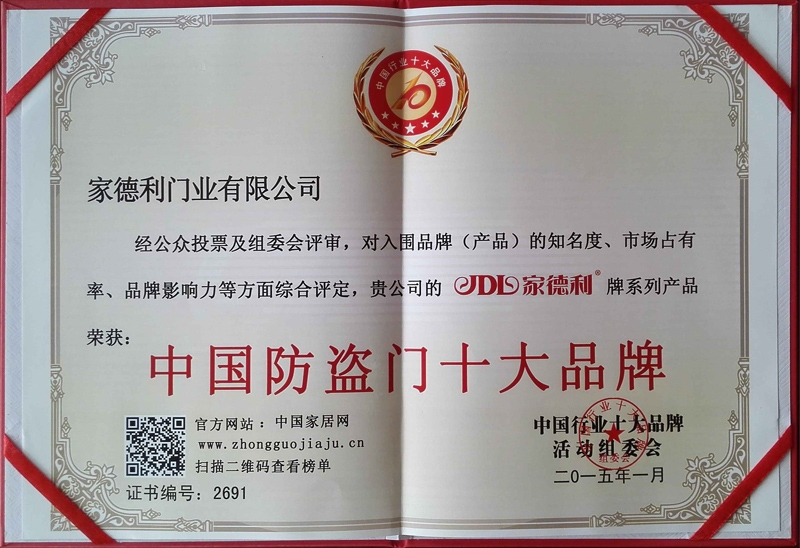 中国行业十大品牌
10
家德利门业有限公司
经公众投票及组委会评审，对入围品牌（产品）的知名度、市场占有
率、品牌影响力等方面综合评定，贵公司的 JDL 家德利® 牌系列产品
荣获：
中国防盗门十大品牌
官方网站：中国家居网
www.zhongguojiaju.cn
扫描二维码查看榜单
证书编号：2691
中国行业十大品牌
活动组委会
二0一五年一月